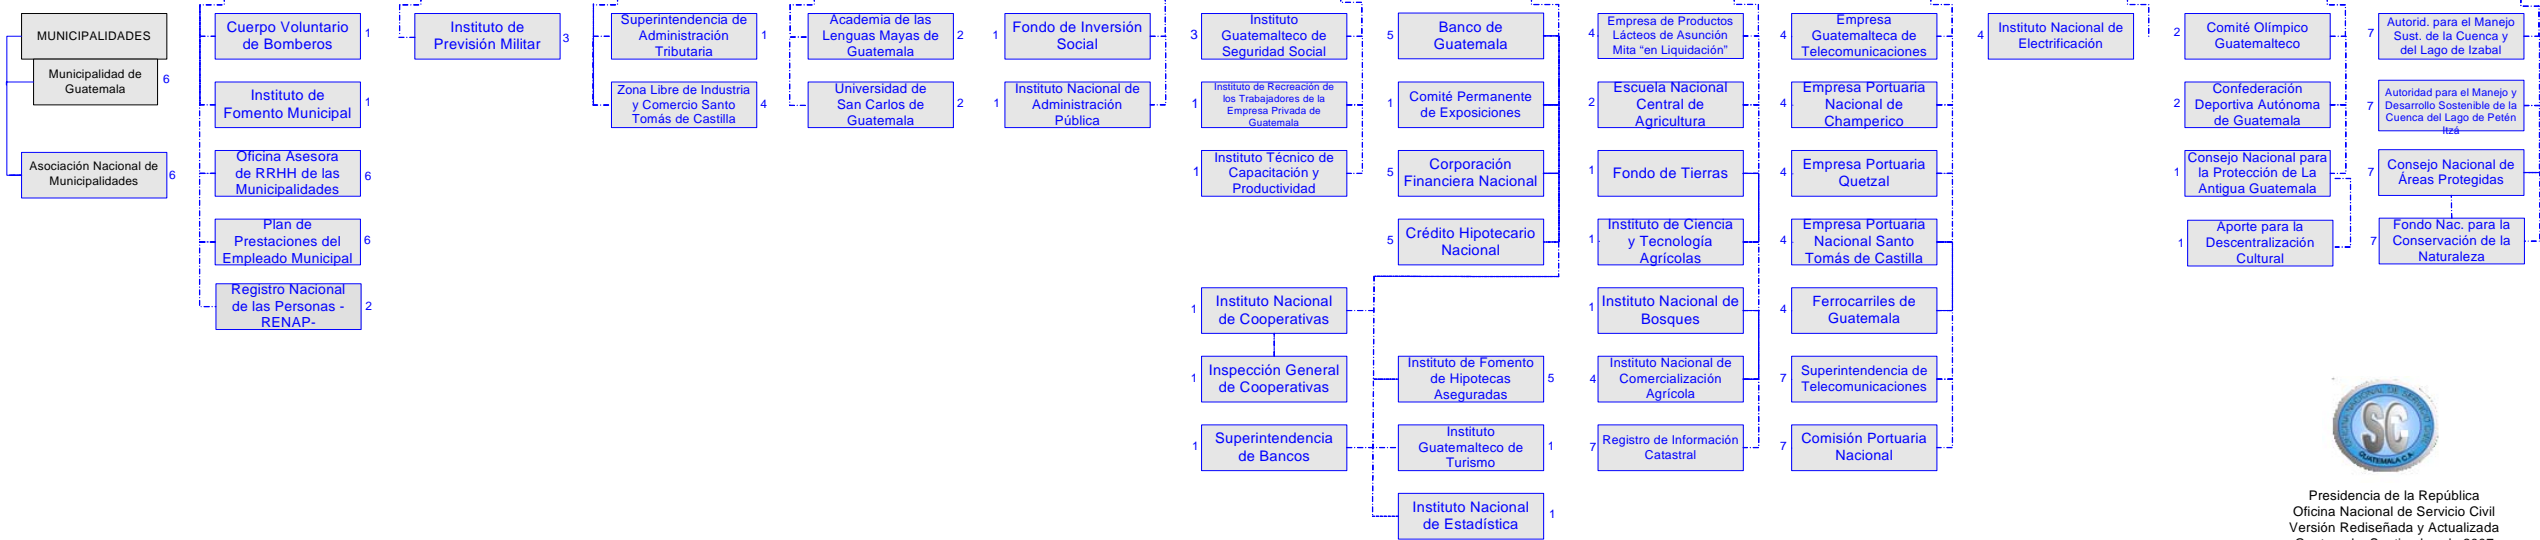 MUNICIPALIDADES
Municipalidad de
Guatemala
6
Asociación Nacional de
Municipalidades
6
Cuerpo Voluntario
de Bomberos
1
Instituto de
Fomento Municipal
1
Oficina Asesora
de RRHH de las
Municipalidades
6
Plan de
Prestaciones del
Empleado Municipal
6
Registro Nacional
de las Personas -
RENAP-
2
Instituto de
Previsión Militar
3
Superintendencia de
Administración
Tributaria
1
Zona Libre de Industria
y Comercio Santo
Tomás de Castilla
4
Academia de las
Lenguas Mayas de
Guatemala
2
Universidad de
San Carlos de
Guatemala
2
1
Fondo de Inversión
Social
1
Instituto Nacional de
Administración
Pública
3
Instituto
Guatemalteco de
Seguridad Social
1
Instituto de Recreación de
los Trabajadores de la
Empresa Privada de
Guatemala
1
Instituto Técnico de
Capacitación y
Productividad
1
Instituto Nacional
de Cooperativas
1
Inspección General
de Cooperativas
1
Superintendencia
de Bancos
5
Banco de
Guatemala
1
Comité Permanente
de Exposiciones
5
Corporación
Financiera Nacional
5
Crédito Hipotecario
Nacional
Instituto de Fomento
de Hipotecas
Aseguradas
5
Instituto
Guatemalteco de
Turismo
1
Instituto Nacional
de Estadística
1
4
Empresa de Productos
Lácteos de Asunción
Mita “en Liquidación”
2
Escuela Nacional
Central de
Agricultura
1
Fondo de Tierras
1
Instituto de Ciencia
y Tecnología
Agrícolas
1
Instituto Nacional de
Bosques
4
Instituto Nacional de
Comercialización
Agrícola
7
Registro de Información
Catastral
4
Empresa
Guatemalteca de
Telecomunicaciones
4
Empresa Portuaria
Nacional de
Champerico
4
Empresa Portuaria
Quetzal
4
Empresa Portuaria
Nacional Santo
Tomás de Castilla
4
Ferrocarriles de
Guatemala
7
Superintendencia de
Telecomunicaciones
7
Comisión Portuaria
Nacional
4
Instituto Nacional de
Electrificación
2
Comité Olímpico
Guatemalteco
2
Confederación
Deportiva Autónoma
de Guatemala
1
Consejo Nacional para
la Protección de La
Antigua Guatemala
1
Aporte para la
Descentralización
Cultural
7
Autorid. para el Manejo
Sust. de la Cuenca y
del Lago de Izabal
7
Autoridad para el Manejo y
Desarrollo Sostenible de la
Cuenca del Lago de Petén
Itzá
7
Consejo Nacional de
Áreas Protegidas
7
Fondo Nac. para la
Conservación de la
Naturaleza
SC
GUATEMALA C.A.
Presidencia de la República
Oficina Nacional de Servicio Civil
Versión Rediseñada y Actualizada